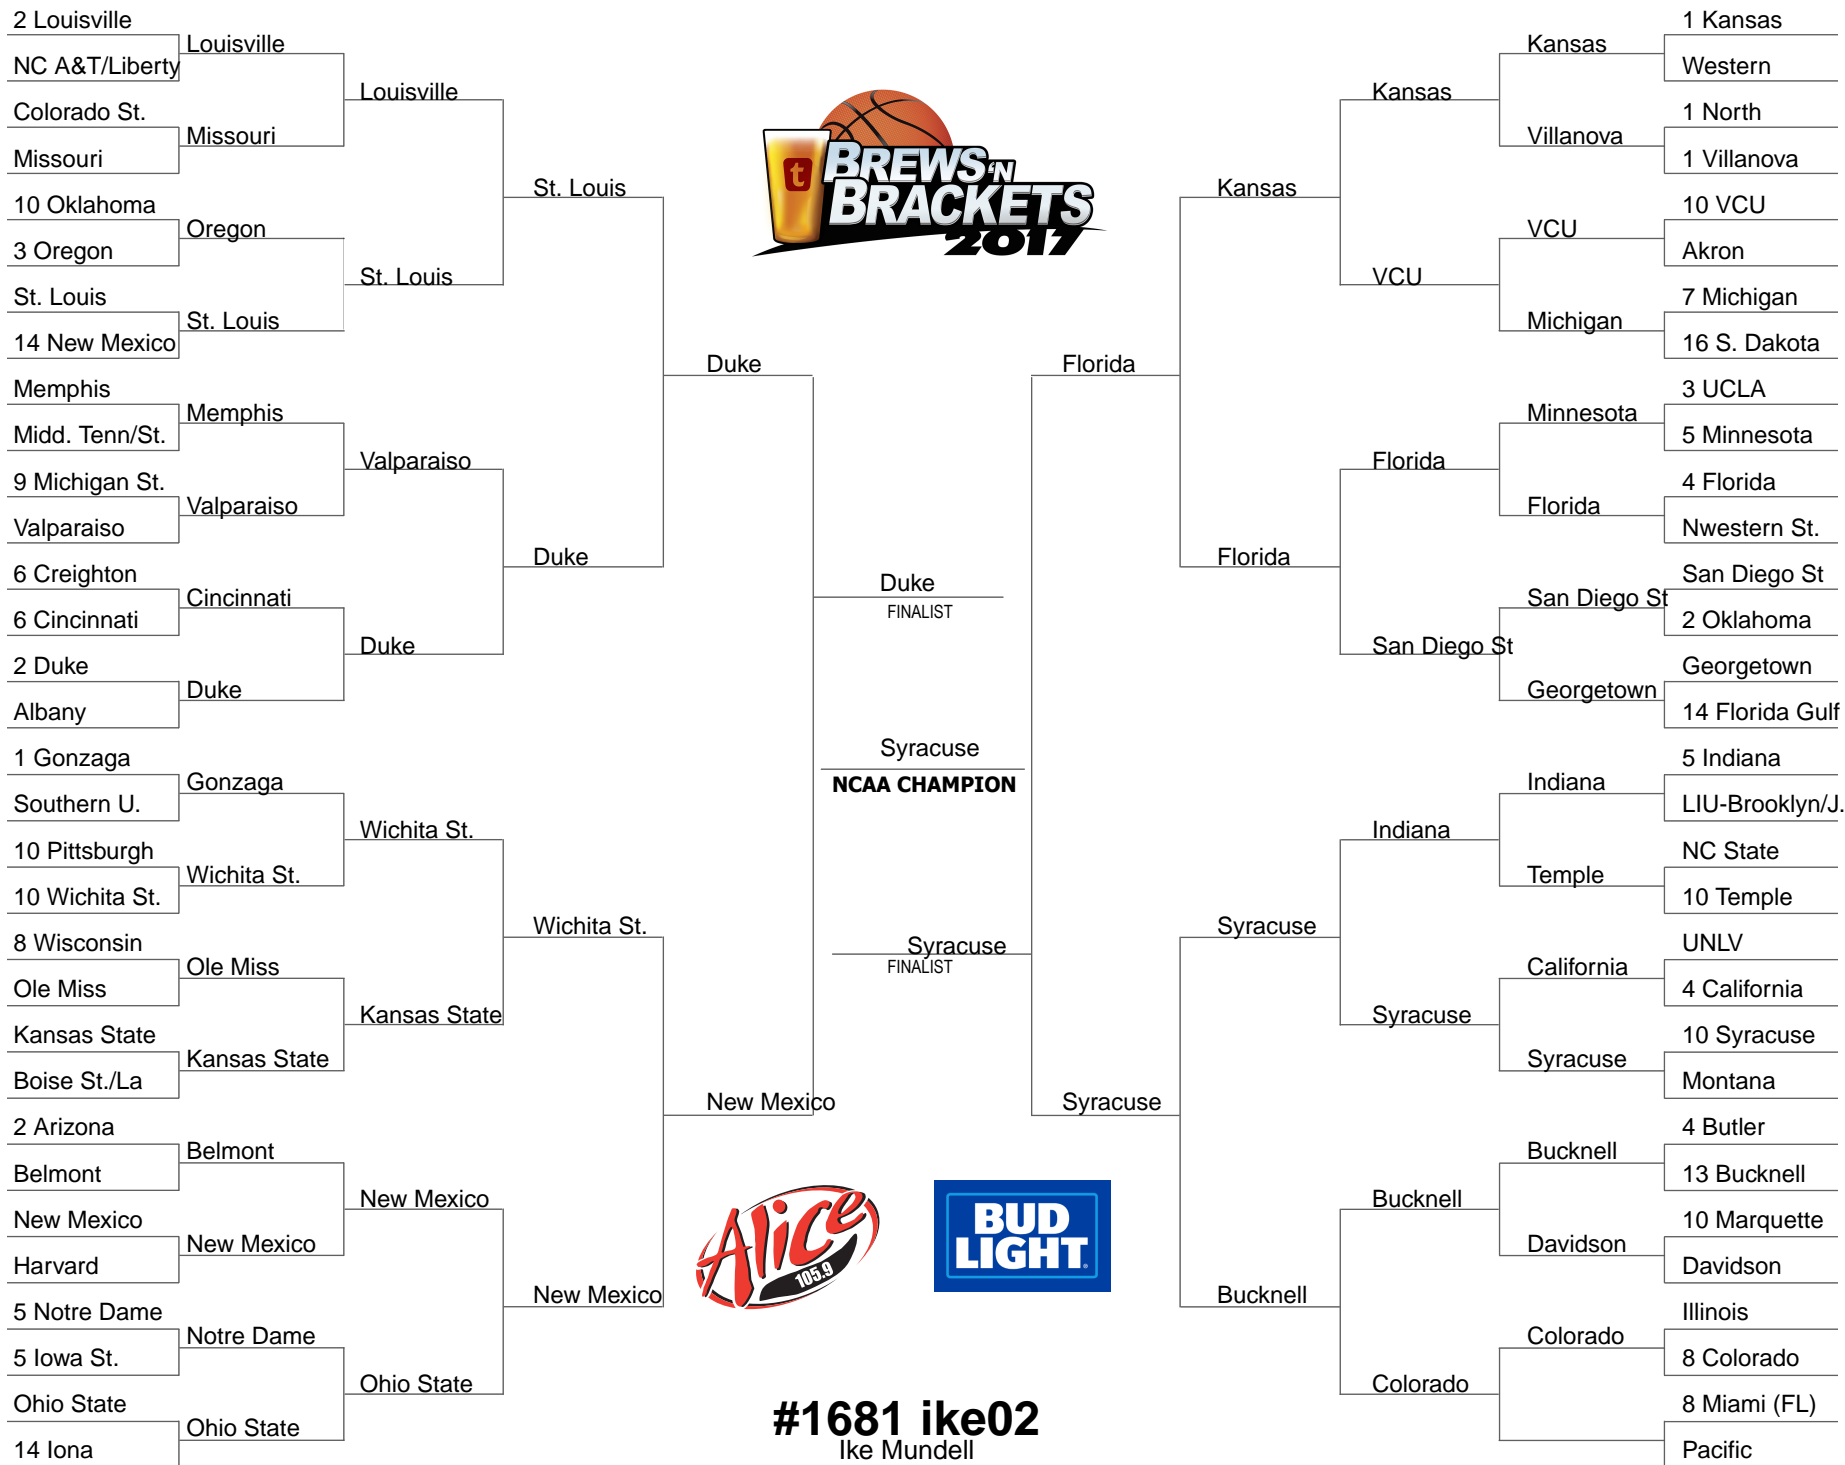 2 Louisville
NC A&T/Liberty
Colorado St.
Missouri
10 Oklahoma
3 Oregon
St. Louis
14 New Mexico
Memphis
Midd. Tenn/St.
9 Michigan St.
Valparaiso
6 Creighton
6 Cincinnati
2 Duke
Albany
1 Gonzaga
Southern U.
10 Pittsburgh
10 Wichita St.
8 Wisconsin
Ole Miss
Kansas State
Boise St./La
2 Arizona
Belmont
New Mexico
Harvard
5 Notre Dame
5 Iowa St.
Ohio State
14 Iona
Louisville
Missouri
Oregon
St. Louis
Memphis
Valparaiso
Cincinnati
Duke
Gonzaga
Wichita St.
Ole Miss
Kansas State
Belmont
New Mexico
Notre Dame
Ohio State
Louisville
St. Louis
Valparaiso
Duke
Wichita St.
Kansas State
New Mexico
Ohio State
St. Louis
Duke
Wichita St.
New Mexico
Duke
New Mexico
t
BREWS 'N
BRACKETS
2017
Duke
FINALIST
Syracuse
NCAA CHAMPION
Syracuse
FINALIST
Alice
105.9
BUD
LIGHT
#1681 ike02
Ike Mundell
Florida
Syracuse
Kansas
Florida
Syracuse
Bucknell
Kansas
VCU
Florida
San Diego St
Indiana
Syracuse
Bucknell
Colorado
Kansas
Villanova
VCU
Michigan
Minnesota
Florida
San Diego St
Georgetown
Indiana
Temple
California
Syracuse
Bucknell
Davidson
Colorado
1 Kansas
Western
1 North
1 Villanova
10 VCU
Akron
7 Michigan
16 S. Dakota
3 UCLA
5 Minnesota
4 Florida
Nwestern St.
San Diego St
2 Oklahoma
Georgetown
14 Florida Gulf
5 Indiana
LIU-Brooklyn/J.
NC State
10 Temple
UNLV
4 California
10 Syracuse
Montana
4 Butler
13 Bucknell
10 Marquette
Davidson
Illinois
8 Colorado
8 Miami (FL)
Pacific